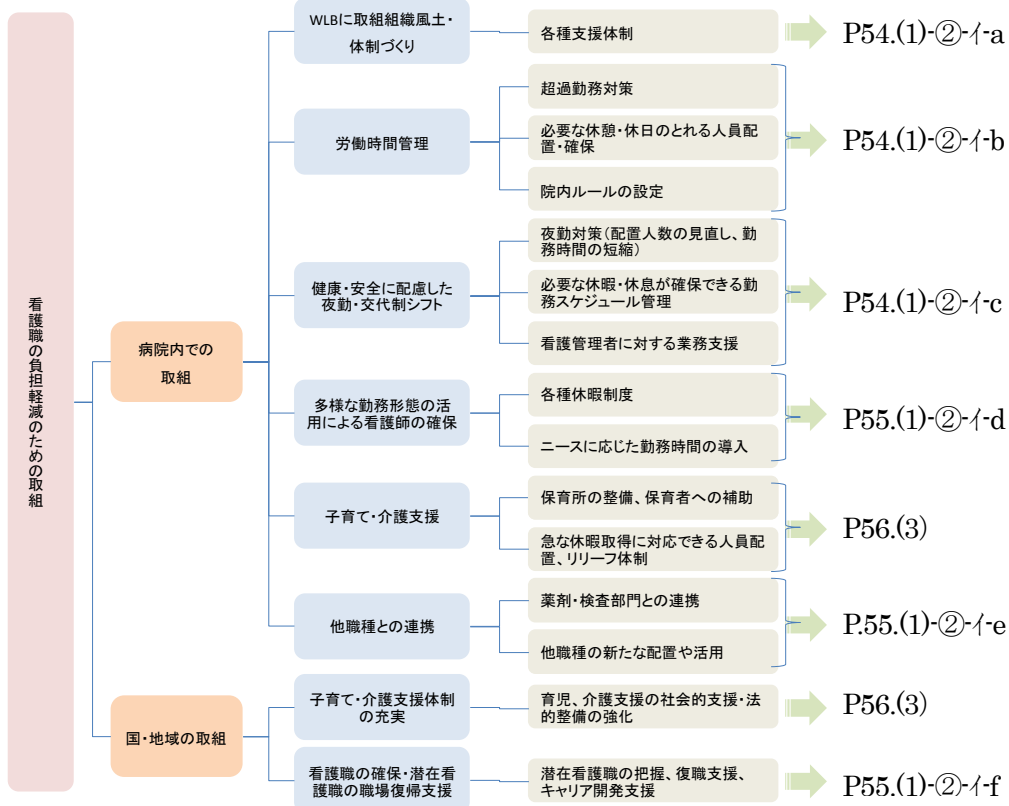 看護職の負担軽減のための取組
病院内での
取組
WLBに取組組織風土・
体制づくり
各種支援体制
P54.(1)-②-イ-a
労働時間管理
超過勤務対策
必要な休憩・休日のとれる人員配
置・確保
院内ルールの設定
P54.(1)-②-イ-b
健康・安全に配慮した
夜勤・交代制シフト
夜勤対策(配置人数の見直し、勤
務時間の短縮)
必要な休暇・休息が確保できる勤
務スケジュール管理
看護管理者に対する業務支援
P54.(1)-②-イ-c
多様な勤務形態の活
用による看護師の確保
各種休暇制度
ニースに応じた勤務時間の導入
P55.(1)-②-イ-d
子育て・介護支援
保育所の整備、保育者への補助
急な休暇取得に対応できる人員配
置、リリーフ体制
P56.(3)
他職種との連携
薬剤・検査部門との連携
他職種の新たな配置や活用
P.55.(1)-②-イ-e
国・地域の取組
子育て・介護支援体制
の充実
育児、介護支援の社会的支援・法
的整備の強化
P56.(3)
看護職の確保・潜在看
護職の職場復帰支援
潜在看護職の把握、復職支援、
キャリア開発支援
P55.(1)-②-イ-f